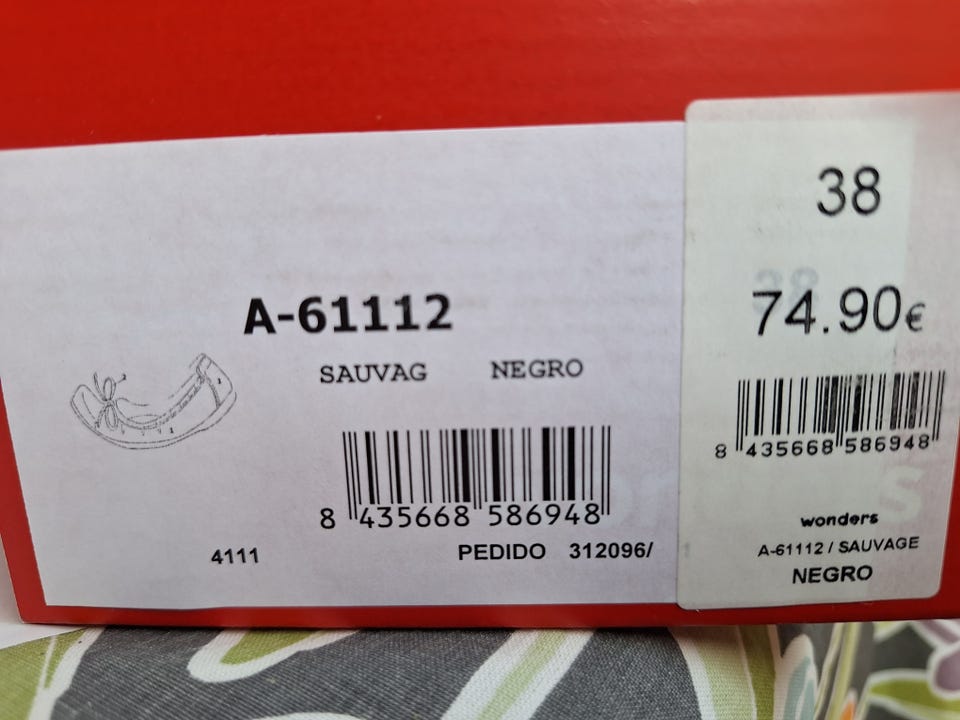 A-61112
SAUVAG NEGRO
8 435668 586948
4111 PEDIDO 312096/
38
38
74.90€
8 435668 586948
wonders
A-61112 / SAUVAGE
NEGRO